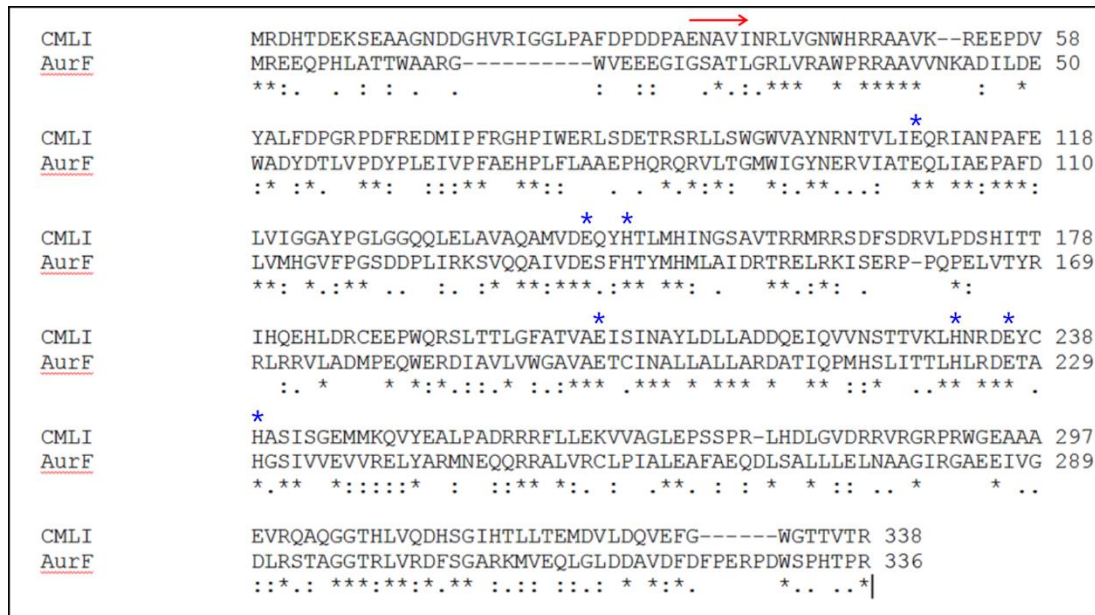 CMLI MRDHTDEKSEAAGNDDGHVRIGGLPAFDPDDPAENAVINRLVGNWHRRAAVK--REEPDV 58
AurF MREEQPHLATTWAARG----------WVEEEGIGSATLGRLVRAWPRRAAVVNKADILDE 50
**:. . : : . . : :: .*.:.*** * ***** : *
*
CMLI YALFDPGRPDFREDMIPFRGHPIWERLSDETRSRLLSWGWVAYNRNTVLIEQRIANPAFE 118
AurF WADYDTLVPDYPLEIVPFAEHPLFLAAEPHQRQRVLTGMWIGYNERVIATEQLIAEPAFD 110
:* :*. **: :::** **:: . . *.*:*: *:.**...: ** **:****:
* *
CMLI LVIGGAYPGLGGQQLELAVAQAMVDEQYHTLMHINGSAVTRRMRRSDFSDRVLPDSHITT 178
AurF LVMHGVFPGSDDPLIRKSVQQAIVDESFHTYMHMLAIDRTRELRKISERP-PQPELVTYR 169
**: *.:** .. :. :* **:***.:** **: . **.:*: . *:
* * *
CMLI IHQEHLDRCEEPWQRSLTTLGFATVAEISINAYLDLLADDQEIQVVNSTTVKLHNRDEYC 238
AurF RLRRVLADMPEQWERDIAVLVWGAVAETCINALLALLARDATIQPMHSLITTLHLRDETA 229
:. * * *:*.::.* :.:*** .*** * *** * ** ::* ..** *** .
*
CMLI HASISGEMMKQVYEALPADRRRFLLEKVVAGLEPSSPR-LHDLGVDRRVRGRPRWGEAAA 297
AurF HGSIVVEVVRELYARMNEQQRRALVRCLPIALEAFAEQDLSALLLELNAAGIRGAEEIVG 289
*.** *:::::* : ::** *:. : .**. : : * * :: .. * * ..
CMLI EVRQAQGGTHLVQDHSGIHTLLTEMDVLDQVEFG------WGTTVTR 338
AurF DLRSTAGGTRLVRDFSGARKMVEQLGLDDAVDFDFPERPDWSPHTPR 336
::*.: ***:**:*.** :.:: ::.: * *:*. *.. ..*